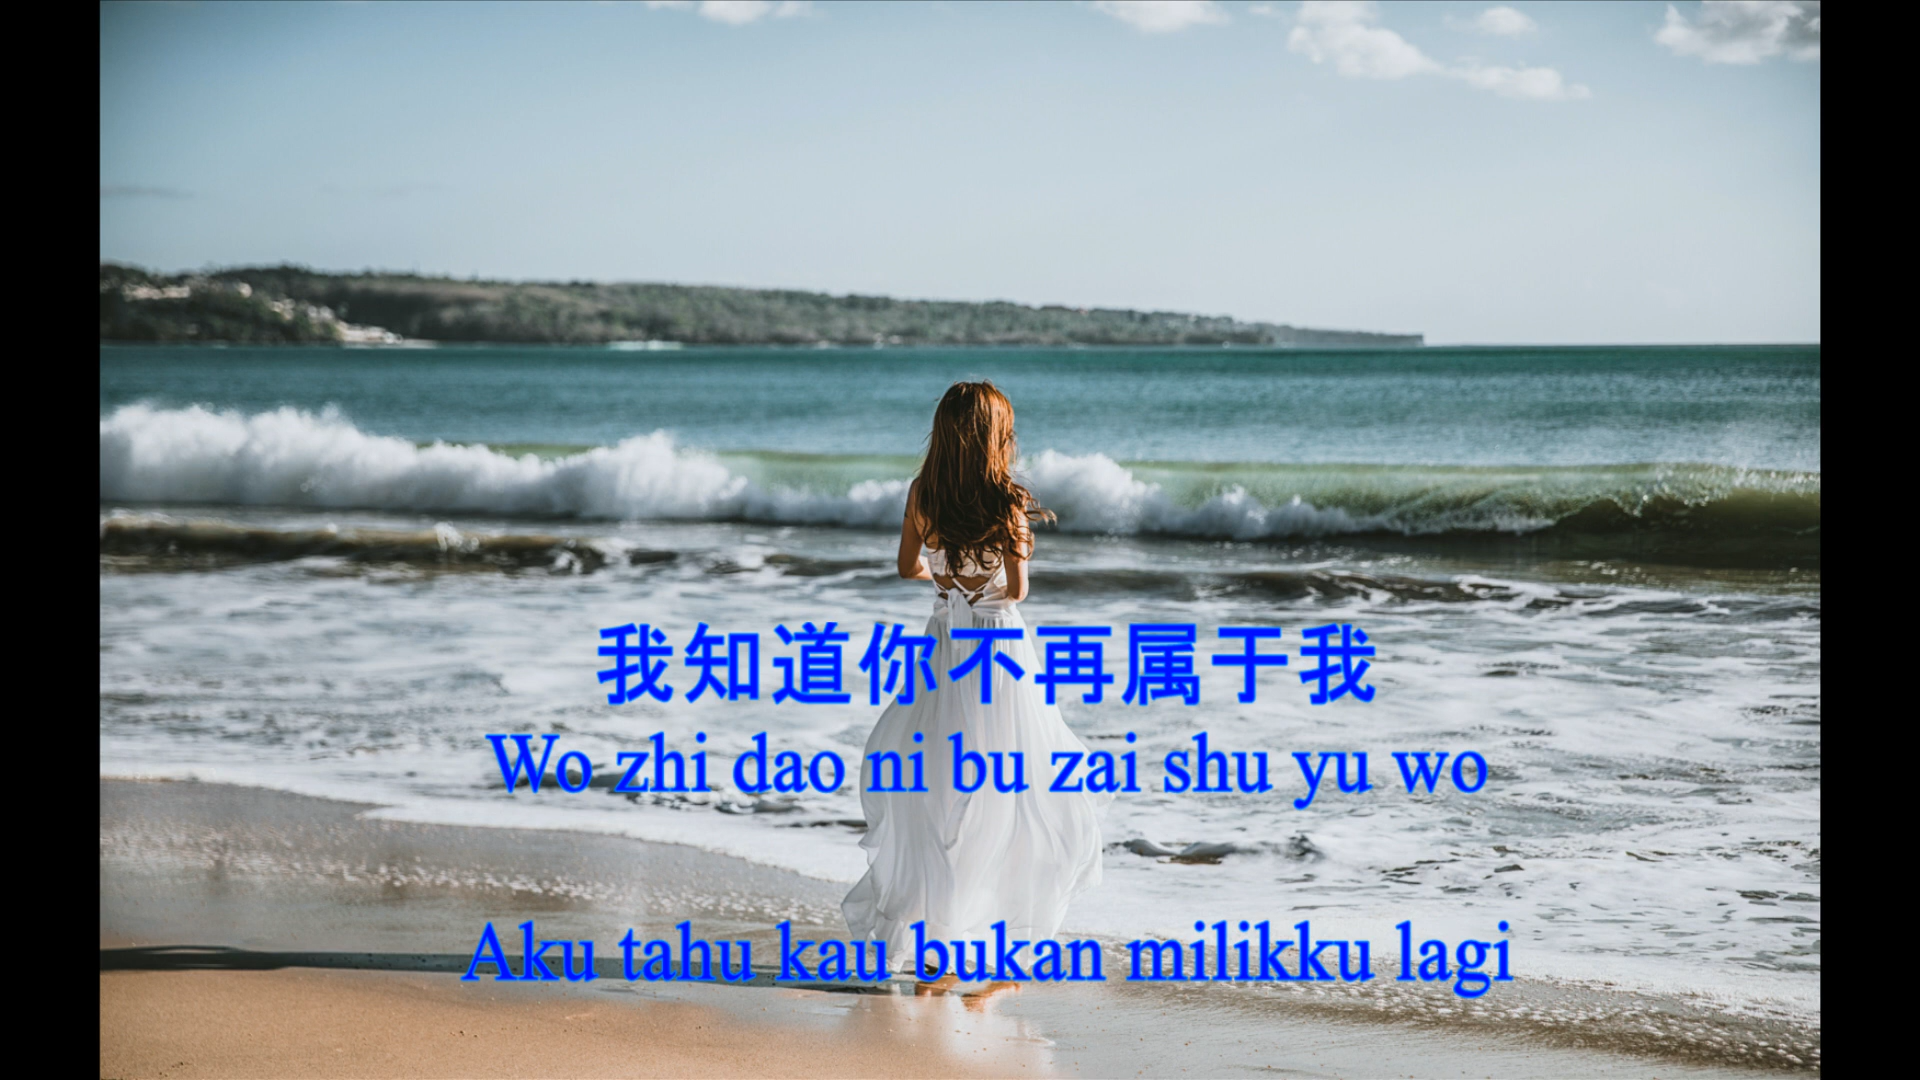 我知道你不再属于我
Wo zhi dao ni bu zai shu yu wo
Aku tahu kau bukan milikku lagi